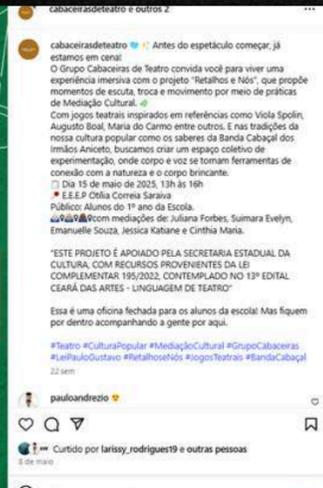 cabaceirasdeteatro e outros 2
cabaceirasdeteatro 💙✨ Antes do espetáculo começar, já
estamos em cena!
O Grupo Cabaceiras de Teatro convida você para viver uma
experiência imersiva com o projeto "Retalhos e Nós", que propõe
momentos de escuta, troca e movimento por meio de práticas
de Mediação Cultural.
Com jogos teatrais inspirados em referências como Viola Spolin,
Augusto Boal, Maria do Carmo entre outros. E nas tradições da
nossa cultura popular como os saberes da Banda Cabaçal dos
Irmãos Aniceto, buscamos criar um espaço coletivo de
experimentação, onde corpo e voz se tornam ferramentas de
conexão com a natureza e o corpo brincante.
Dia 15 de maio de 2025, 13h às 16h
📍 E.E.E.P Otília Correia Saraiva
Público: Alunos do 1º ano da Escola.
com mediações de: Juliana Forbes, Suimara Evelyn,
Emanuelle Souza, Jessica Katiane e Cinthia Maria.
"ESTE PROJETO É APOIADO PELA SECRETARIA ESTADUAL DA
CULTURA, COM RECURSOS PROVENIENTES DA LEI
COMPLEMENTAR 195/2022, CONTEMPLADO NO 13º EDITAL
CEARÁ DAS ARTES - LINGUAGEM DE TEATRO"
Essa é uma oficina fechada para os alunos da escola! Mas fiquem
por dentro acompanhando a gente por aqui.
#Teatro #CulturaPopular #MediaçãoCultural #GrupoCabaceiras
#LeiPauloGustavo #RetalhoseNós #JogosTeatrais #BandaCabaçal
22 sem
pauloandrezio 😍
Curtido por larissy_rodrigues19 e outras pessoas
8 de maio